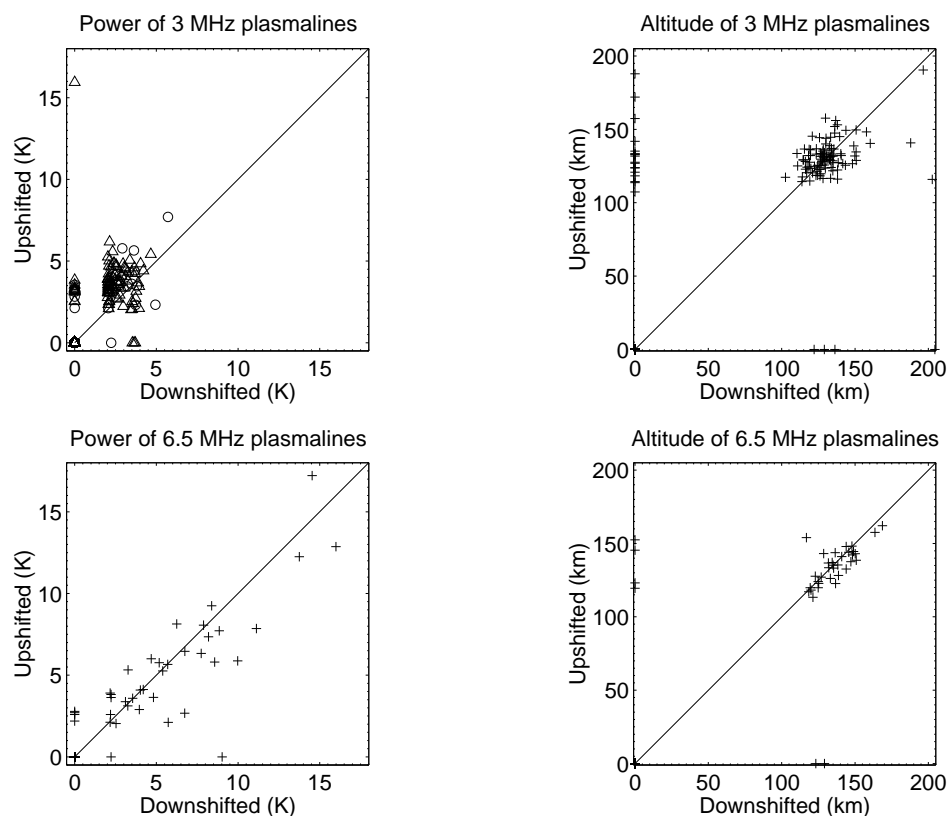 Power of 3 MHz plasmalines
15
10
5
0
Upshifted (K)
0 5 10 15
Downshifted (K)
Altitude of 3 MHz plasmalines
200
150
100
50
0
Upshifted (km)
0 50 100 150 200
Downshifted (km)
Power of 6.5 MHz plasmalines
15
10
5
0
Upshifted (K)
0 5 10 15
Downshifted (K)
Altitude of 6.5 MHz plasmalines
200
150
100
50
0
Upshifted (km)
0 50 100 150 200
Downshifted (km)